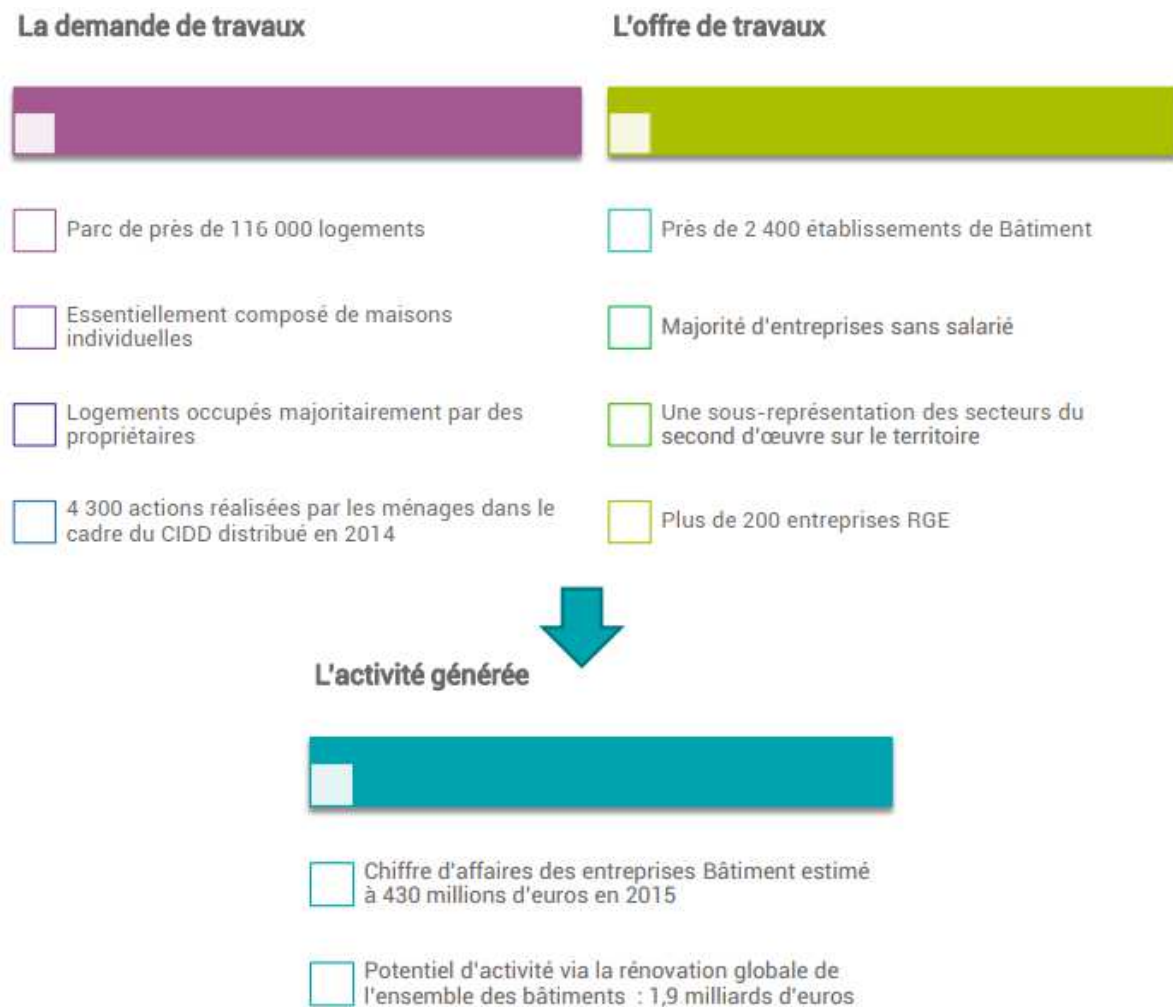 La demande de travaux
Parc de près de 116 000 logements
Essentiellement composé de maisons
individuelles
Logements occupés majoritairement par des
propriétaires
4 300 actions réalisées par les ménages dans le
cadre du CIDD distribué en 2014
L'offre de travaux
Près de 2 400 établissements de Bâtiment
Majorité d'entreprises sans salarié
Une sous-représentation des secteurs du
second d'œuvre sur le territoire
Plus de 200 entreprises RGE
L'activité générée
Chiffre d'affaires des entreprises Bâtiment estimé
à 430 millions d'euros en 2015
Potentiel d'activité via la rénovation globale de
l'ensemble des bâtiments : 1,9 milliards d'euros